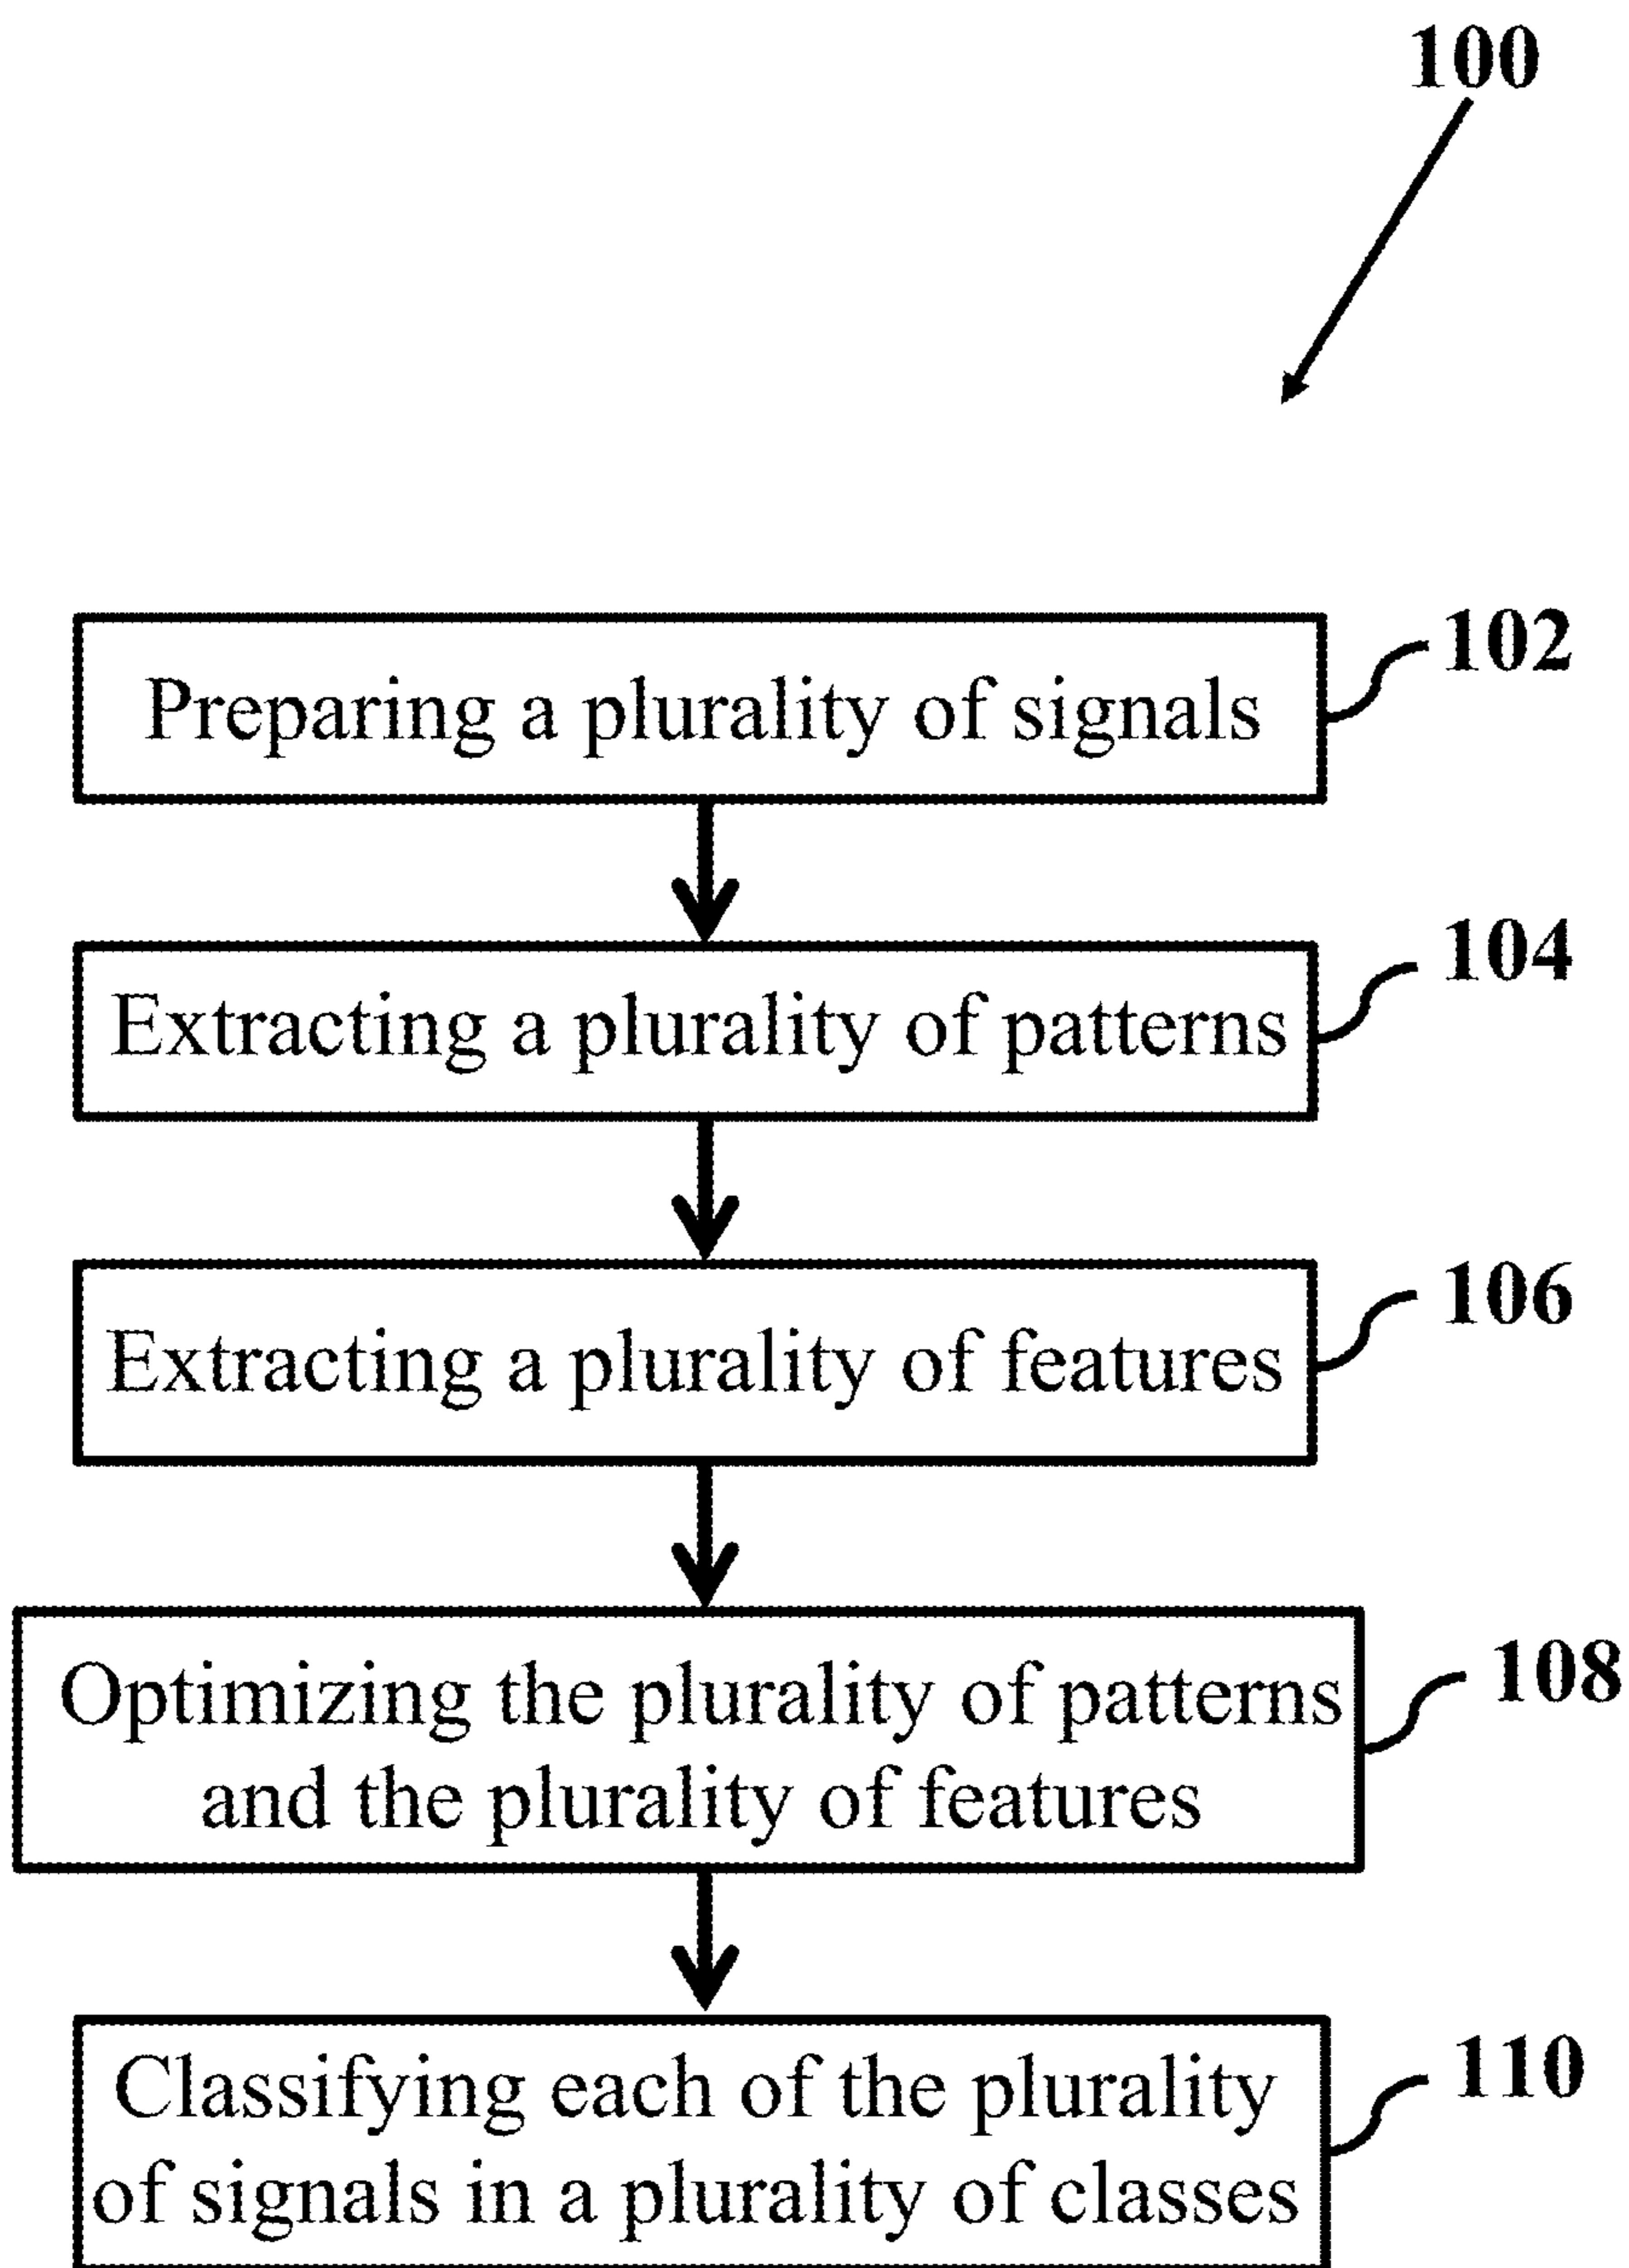 100
Preparing a plurality of signals
102
Extracting a plurality of patterns
104
Extracting a plurality of features
106
Optimizing the plurality of patterns
and the plurality of features
108
Classifying each of the plurality
of signals in a plurality of classes
110